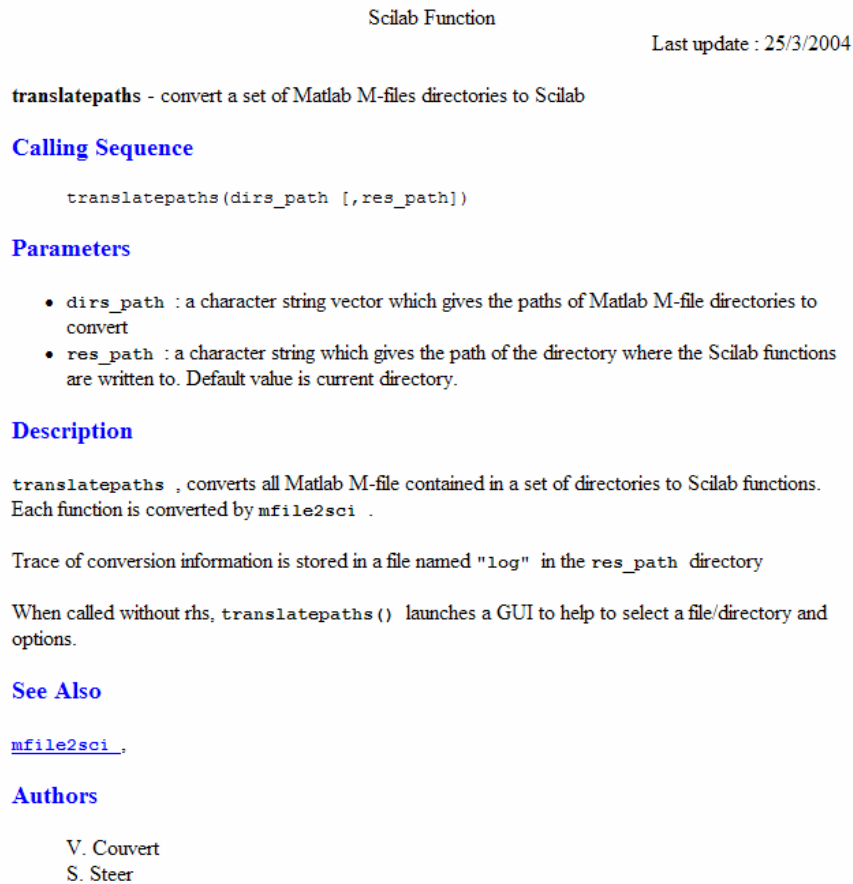 Scilab Function
Last update : 25/3/2004
translatepaths - convert a set of Matlab M-files directories to Scilab
Calling Sequence
translatepaths(dirs_path [,res_path])
Parameters
• dirs_path : a character string vector which gives the paths of Matlab M-file directories to
convert
• res_path : a character string which gives the path of the directory where the Scilab functions
are written to. Default value is current directory.
Description
translatepaths , converts all Matlab M-file contained in a set of directories to Scilab functions.
Each function is converted by mfile2sci .
Trace of conversion information is stored in a file named "log" in the res_path directory
When called without rhs, translatepaths() launches a GUI to help to select a file/directory and
options.
See Also
mfile2sci ,
Authors
V. Couvert
S. Steer